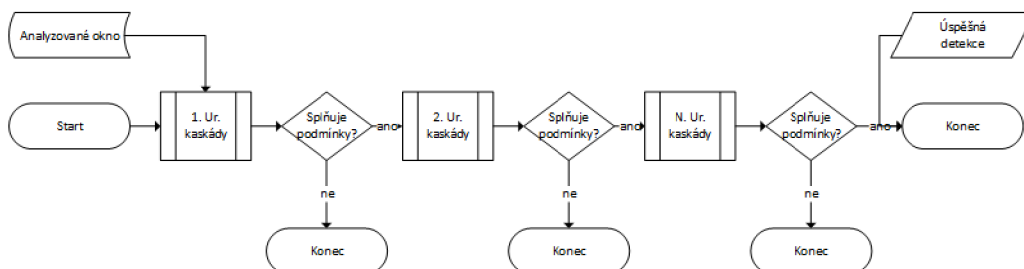 Analyzované okno
Úspěšná
detekce
Start
1. Ur.
kaskády
Splňuje
podmínky?
ano
2. Ur.
kaskády
Splňuje
podmínky?
ano
N. Ur.
kaskády
Splňuje
podmínky?
ano
Konec
ne
ne
ne
Konec
Konec
Konec